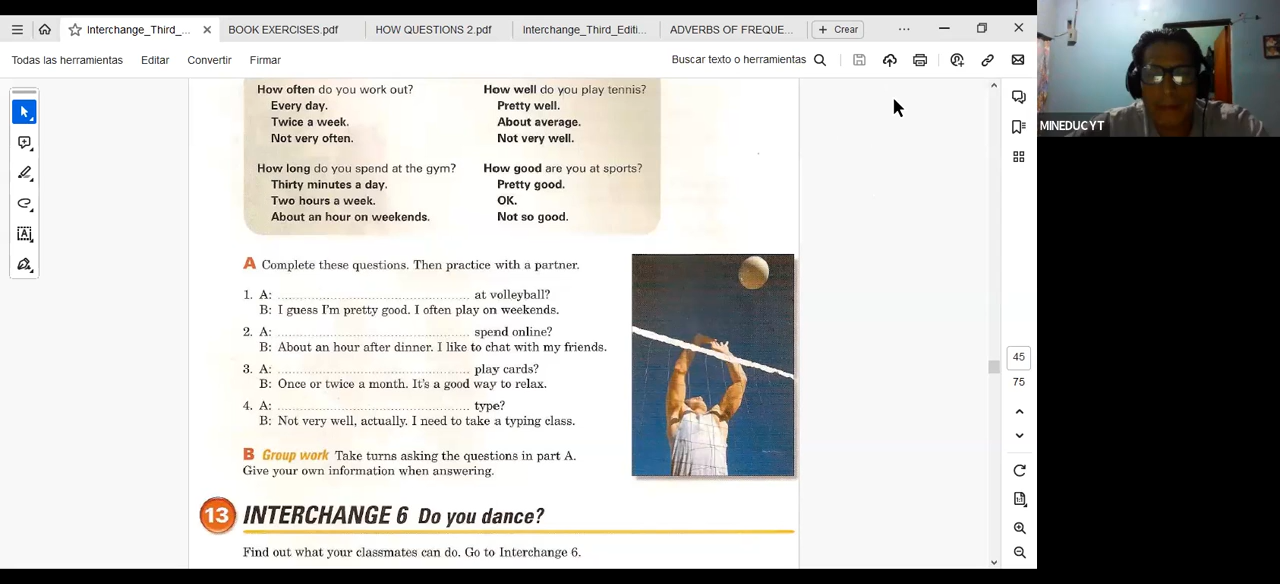 Interchange_Third_...
BOOK EXERCISES.pdf
HOW QUESTIONS 2.pdf
Interchange_Third_Editi...
ADVERBS OF FREQUE...
+ Crear
Todas las herramientas
Editar
Convertir
Firmar
Buscar texto o herramientas
MINEDUCYT
How often do you work out?
Every day.
Twice a week.
Not very often.
How well do you play tennis?
Pretty well.
About average.
Not very well.
How long do you spend at the gym?
Thirty minutes a day.
Two hours a week.
About an hour on weekends.
How good are you at sports?
Pretty good.
OK.
Not so good.
A Complete these questions. Then practice with a partner.
1. A: ................................................ at volleyball?
B: I guess I'm pretty good. I often play on weekends.
2. A: ................................................ spend online?
B: About an hour after dinner. I like to chat with my friends.
3. A: ................................................ play cards?
B: Once or twice a month. It's a good way to relax.
4. A: ................................................ type?
B: Not very well, actually. I need to take a typing class.
B Group work Take turns asking the questions in part A.
Give your own information when answering.
13 INTERCHANGE 6 Do you dance?
Find out what your classmates can do. Go to Interchange 6.
45
75